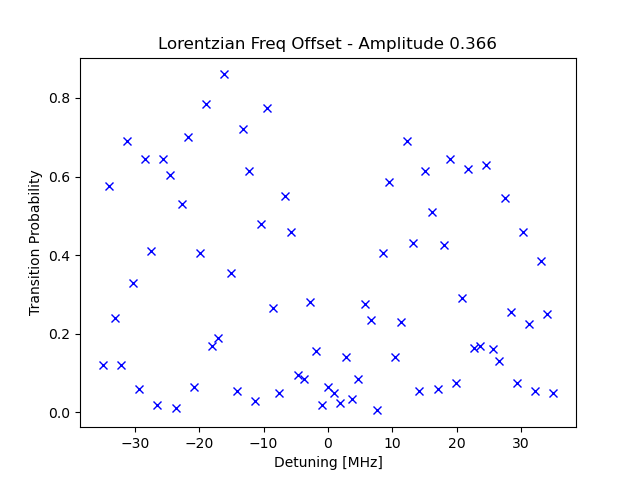 Lorentzian Freq Offset - Amplitude 0.366
Transition Probability
0.8
0.6
0.4
0.2
0.0
−30 −20 −10 0 10 20 30
Detuning [MHz]